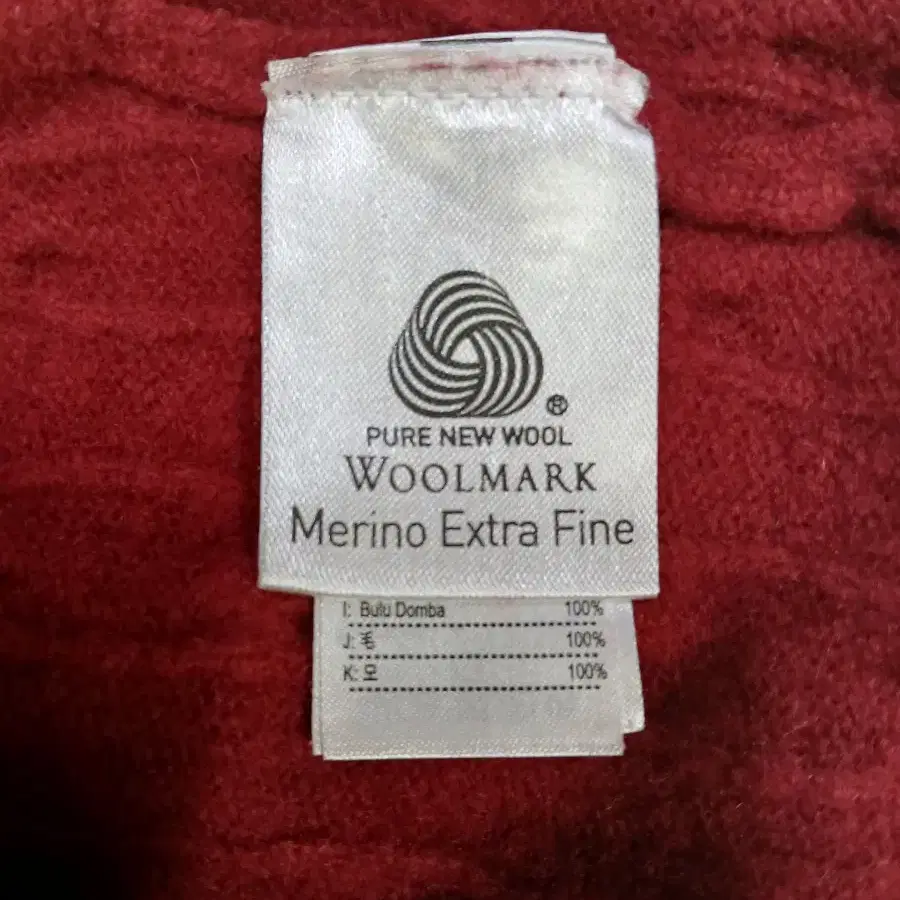 ®
PURE NEW WOOL
WOOLMARK
Merino Extra Fine
I: Bulu Domba 100%
J: 毛 100%
K: 모 100%